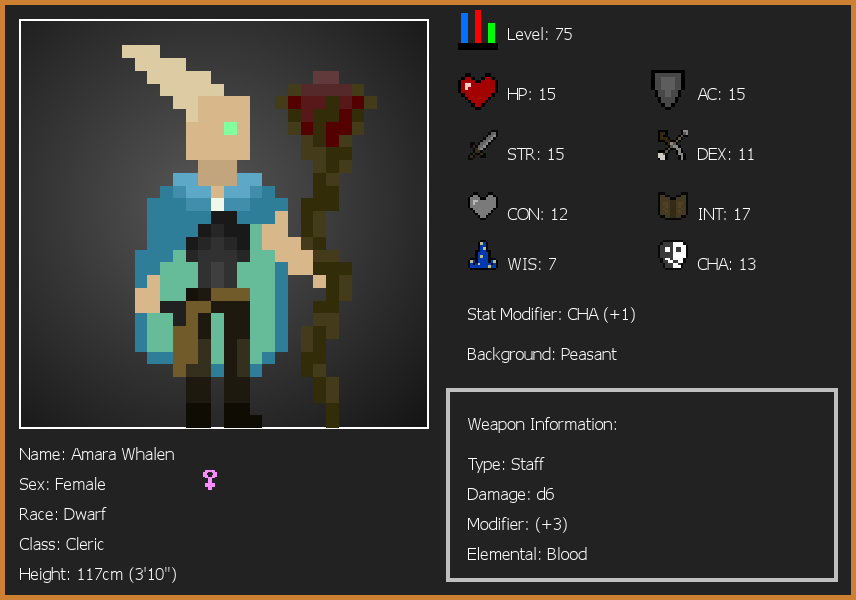 Level: 75
HP: 15
AC: 15
STR: 15
DEX: 11
CON: 12
INT: 17
WIS: 7
CHA: 13
Stat Modifier: CHA (+1)
Background: Peasant
Weapon Information:
Type: Staff
Damage: d6
Modifier: (+3)
Elemental: Blood
Name: Amara Whalen
Sex: Female
Race: Dwarf
Class: Cleric
Height: 117cm (3'10")